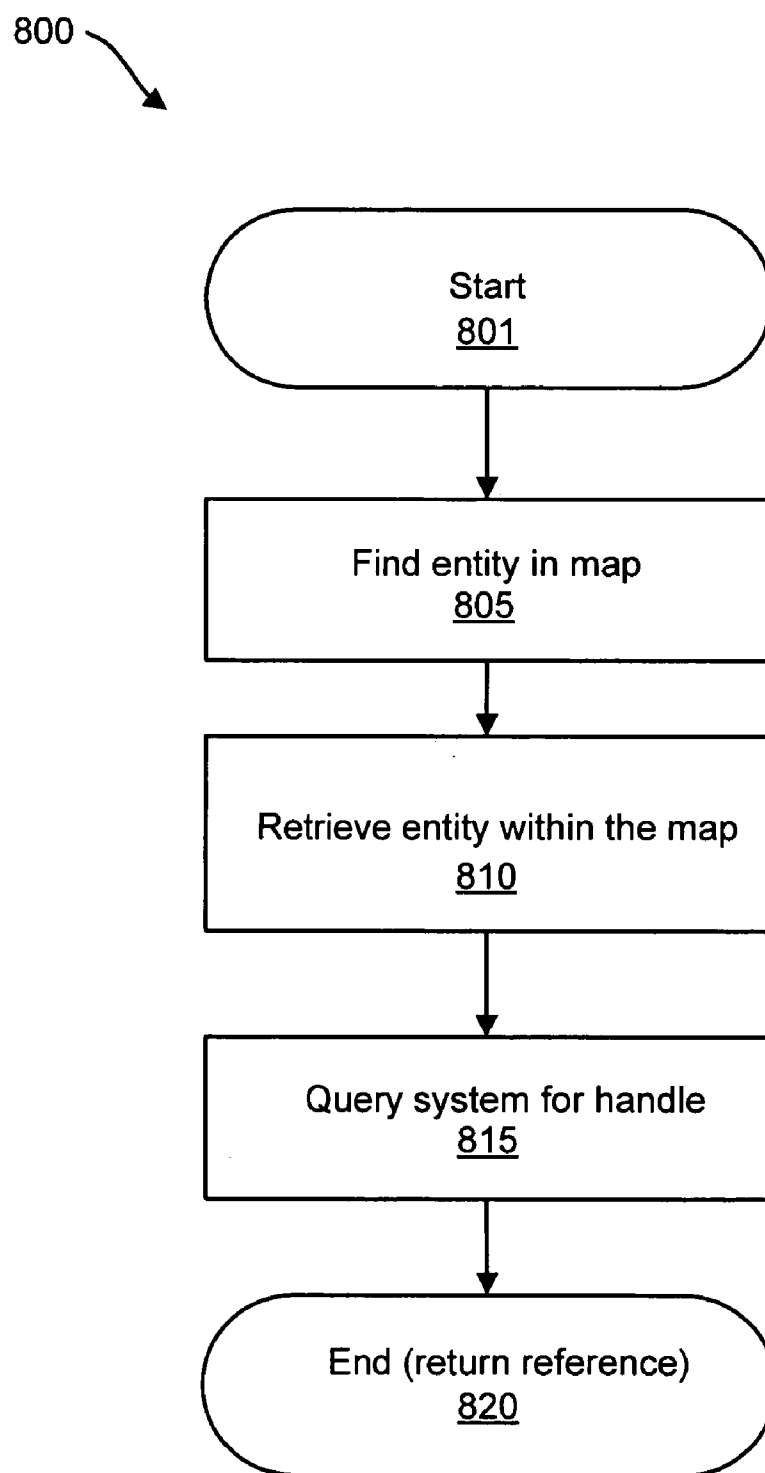 800
Start
801
Find entity in map
805
Retrieve entity within the map
810
Query system for handle
815
End (return reference)
820